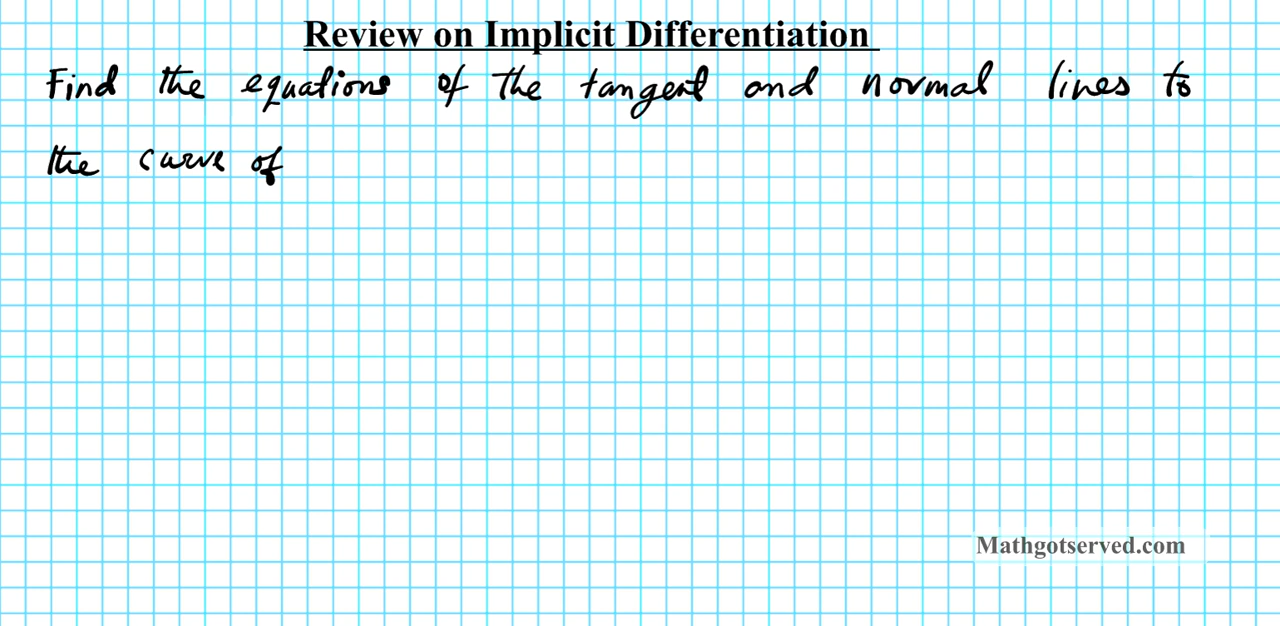 Review on Implicit Differentiation
Find the equations of the tangent and normal lines to
the curve of
Mathgotserved.com